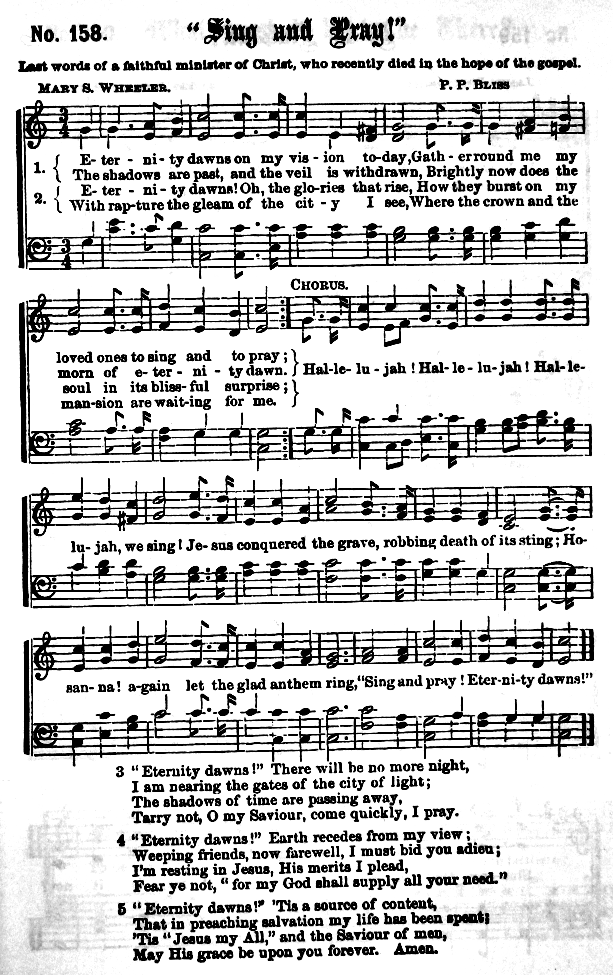 No. 158. "Sing and Pray!"
Last words of a faithful minister of Christ, who recently died in the hope of the gospel.
MARY S. WHEELER. P. P. BLISS
1. { E- ter - ni - ty dawns on my vis - ion to-day, Gath - er round me my
The shadows are past, and the veil is withdrawn, Brightly now does the
2. { E - ter - ni - ty dawns! Oh, the glo-ries that rise, How they burst on my
With rap-ture the gleam of the cit - y I see, Where the crown and the
CHORUS.
loved ones to sing and to pray; }
morn of e- ter - ni - ty dawn. } Hal-le- lu - jah! Hal-le - lu-jah! Hal-le-
soul in its bliss-ful surprise; }
man-sion are wait-ing for me. }
lu- jah, we sing! Je- sus conquered the grave, robbing death of its sting; Ho-
san- na! a-gain let the glad anthem ring, "Sing and pray! Eter-ni-ty dawns!"
3 "Eternity dawns!" There will be no more night,
I am nearing the gates of the city of light;
The shadows of time are passing away,
Tarry not, O my Saviour, come quickly, I pray.
4 "Eternity dawns!" Earth recedes from my view;
Weeping friends, now farewell, I must bid you adieu;
I'm resting in Jesus, His merits I plead,
Fear ye not, "for my God shall supply all your need."
5 "Eternity dawns!" 'Tis a source of content,
That in preaching salvation my life has been spent;
'Tis "Jesus my All," and the Saviour of men,
May His grace be upon you forever. Amen.